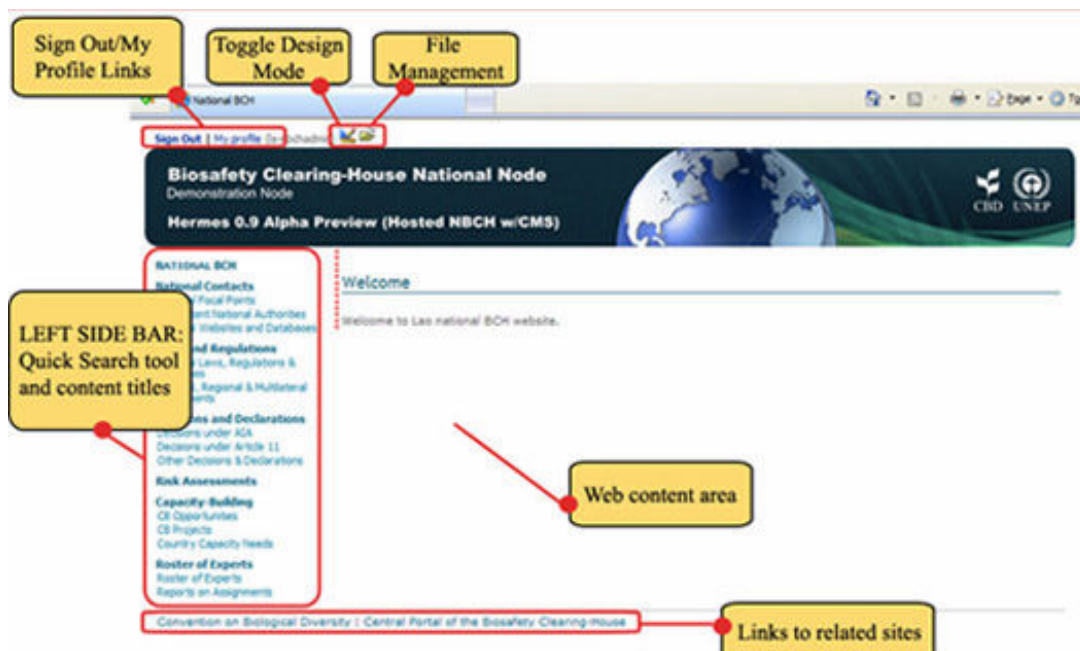 Sign Out/My
Profile Links
Toggle Design
Mode
File
Management
National BCH
Page
Sign Out | My profile
Biosafety Clearing-House National Node
Demonstration Node
Hermes 0.9 Alpha Preview (Hosted NBCH w/CMS)
CBD UNEP
NATIONAL BCH
National Contacts
Focal Points
National Authorities
Websites and Databases
and Regulations
Laws, Regulations &
Regional & Multilateral
and Declarations
Decisions under AIA
Decisions under Article 11
Other Decisions & Declarations
Risk Assessments
Capacity-Building
CB Opportunities
CB Projects
Country Capacity Needs
Roster of Experts
Roster of Experts
Reports on Assignments
LEFT SIDE BAR:
Quick Search tool
and content titles
Welcome
Welcome to Lao national BCH website.
Web content area
Convention on Biological Diversity | Central Portal of the Biosafety Clearing-House
Links to related sites